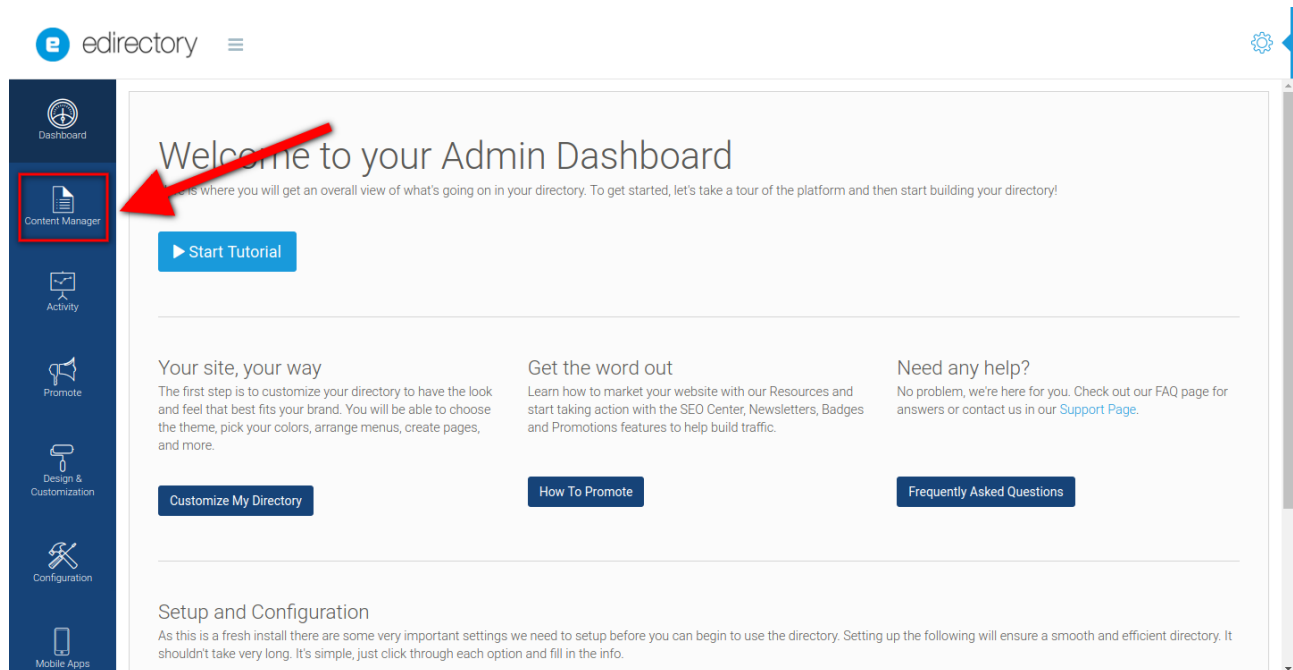 e edirectory
Dashboard
Content Manager
Activity
Promote
Design &
Customization
Configuration
Mobile Apps
Welcome to your Admin Dashboard
is where you will get an overall view of what's going on in your directory. To get started, let's take a tour of the platform and then start building your directory!
Start Tutorial
Your site, your way
The first step is to customize your directory to have the look
and feel that best fits your brand. You will be able to choose
the theme, pick your colors, arrange menus, create pages,
and more.
Customize My Directory
Get the word out
Learn how to market your website with our Resources and
start taking action with the SEO Center, Newsletters, Badges
and Promotions features to help build traffic.
How To Promote
Need any help?
No problem, we're here for you. Check out our FAQ page for
answers or contact us in our Support Page.
Frequently Asked Questions
Setup and Configuration
As this is a fresh install there are some very important settings we need to setup before you can begin to use the directory. Setting up the following will ensure a smooth and efficient directory. It
shouldn't take very long. It's simple, just click through each option and fill in the info.